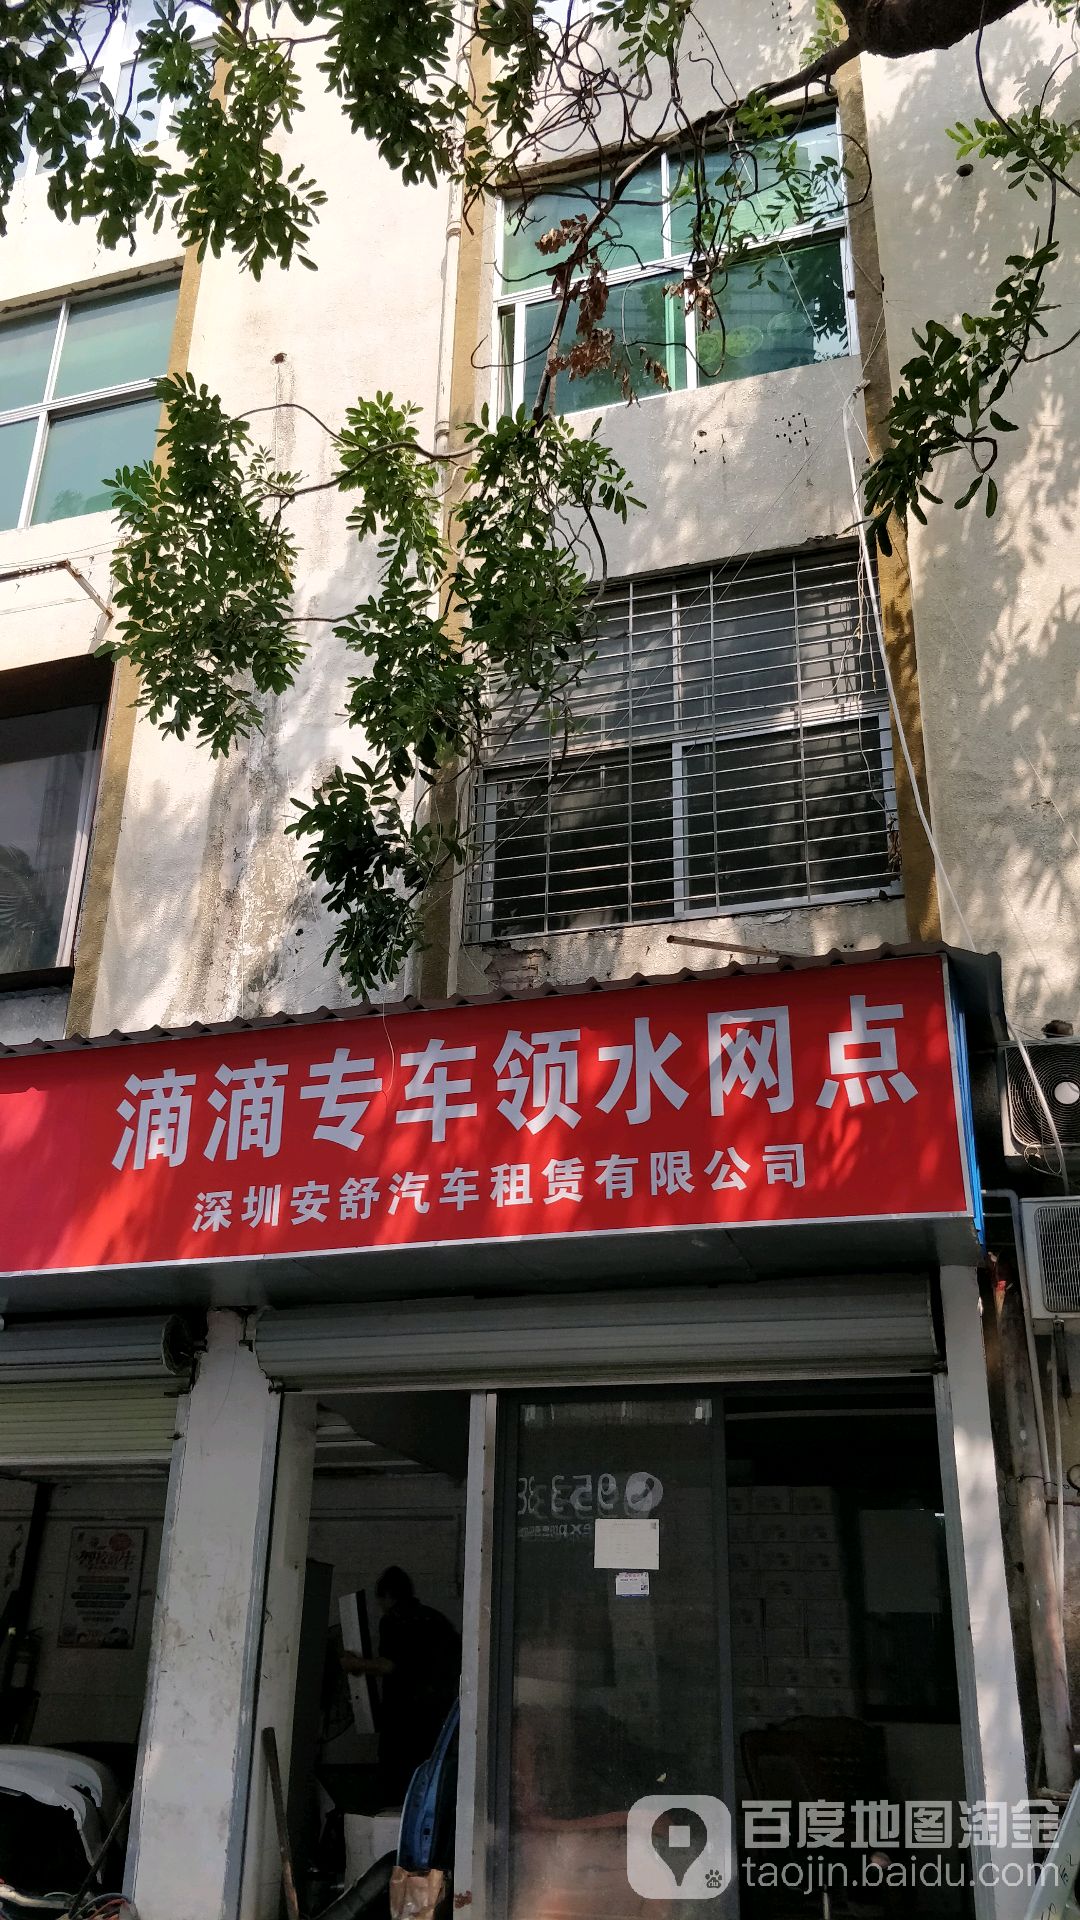 滴滴专车领水网点
深圳安舒汽车租赁有限公司
百度地图淘金
taojin.baidu.com